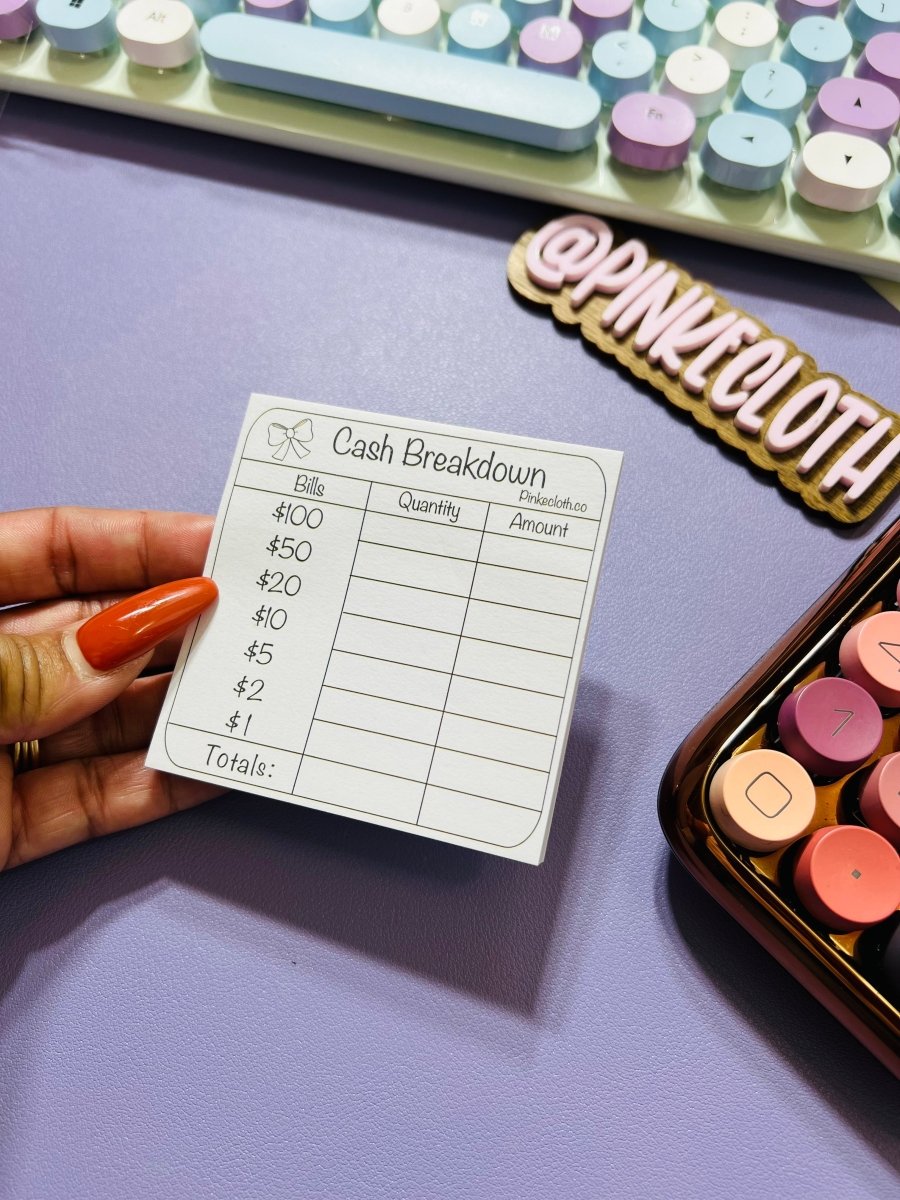 Alt
B
M
L
Fn
@PINKECLOTH
Cash Breakdown
Pinkecloth.co
Bills
Quantity
Amount
$100
$50
$20
$10
$5
$2
$1
Totals: